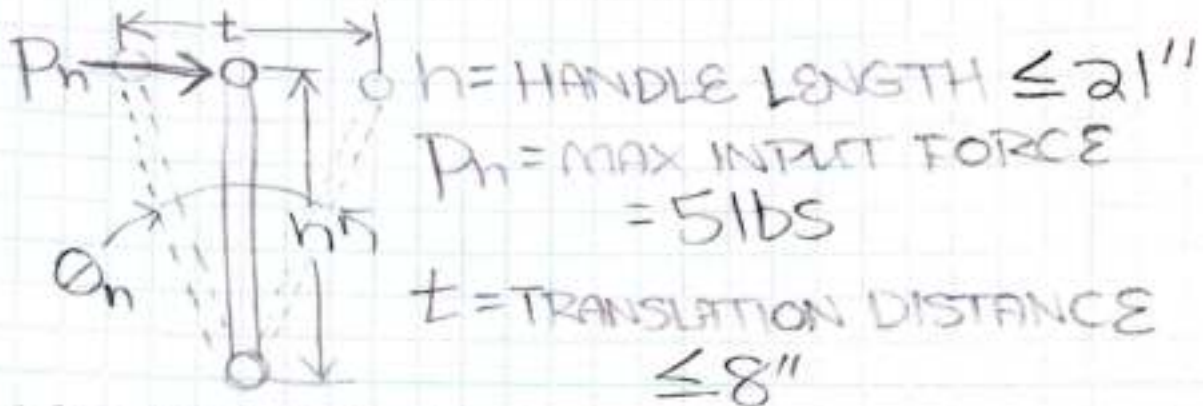 t
Pₕ
h = HANDLE LENGTH ≤ 21"
Pₕ = MAX INPUT FORCE
= 5lbs
h
θₕ
t = TRANSLATION DISTANCE
≤ 8"